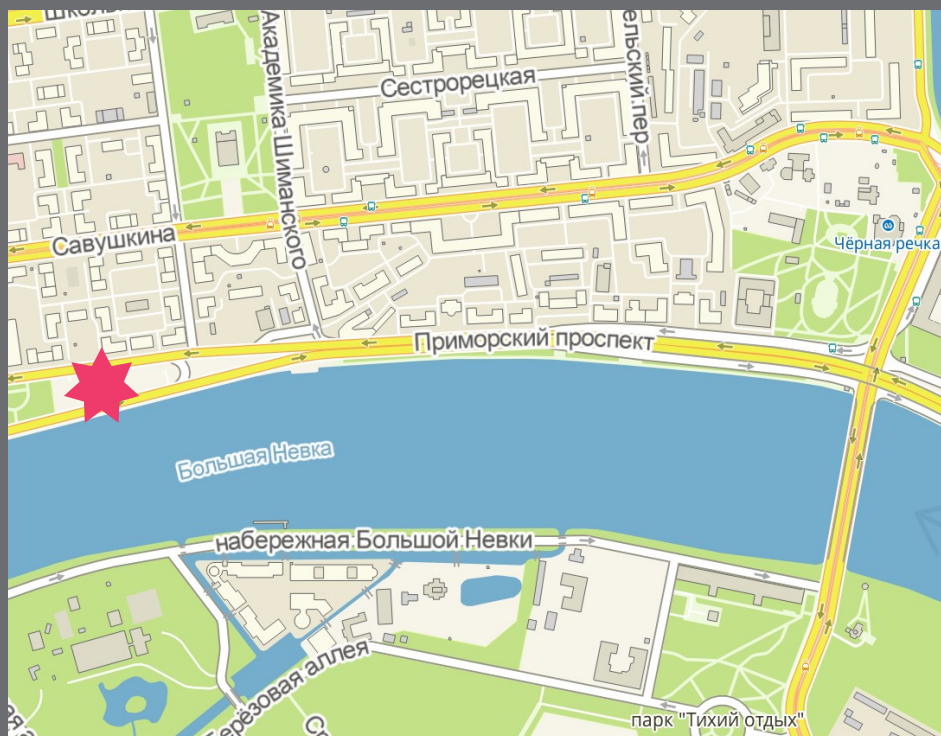 Академика Шиманского
Сестрорецкая
Савушкина
Чёрная речка
Приморский проспект
Большая Невка
набережная Большой Невки
Берёзовая аллея
парк "Тихий отдых"